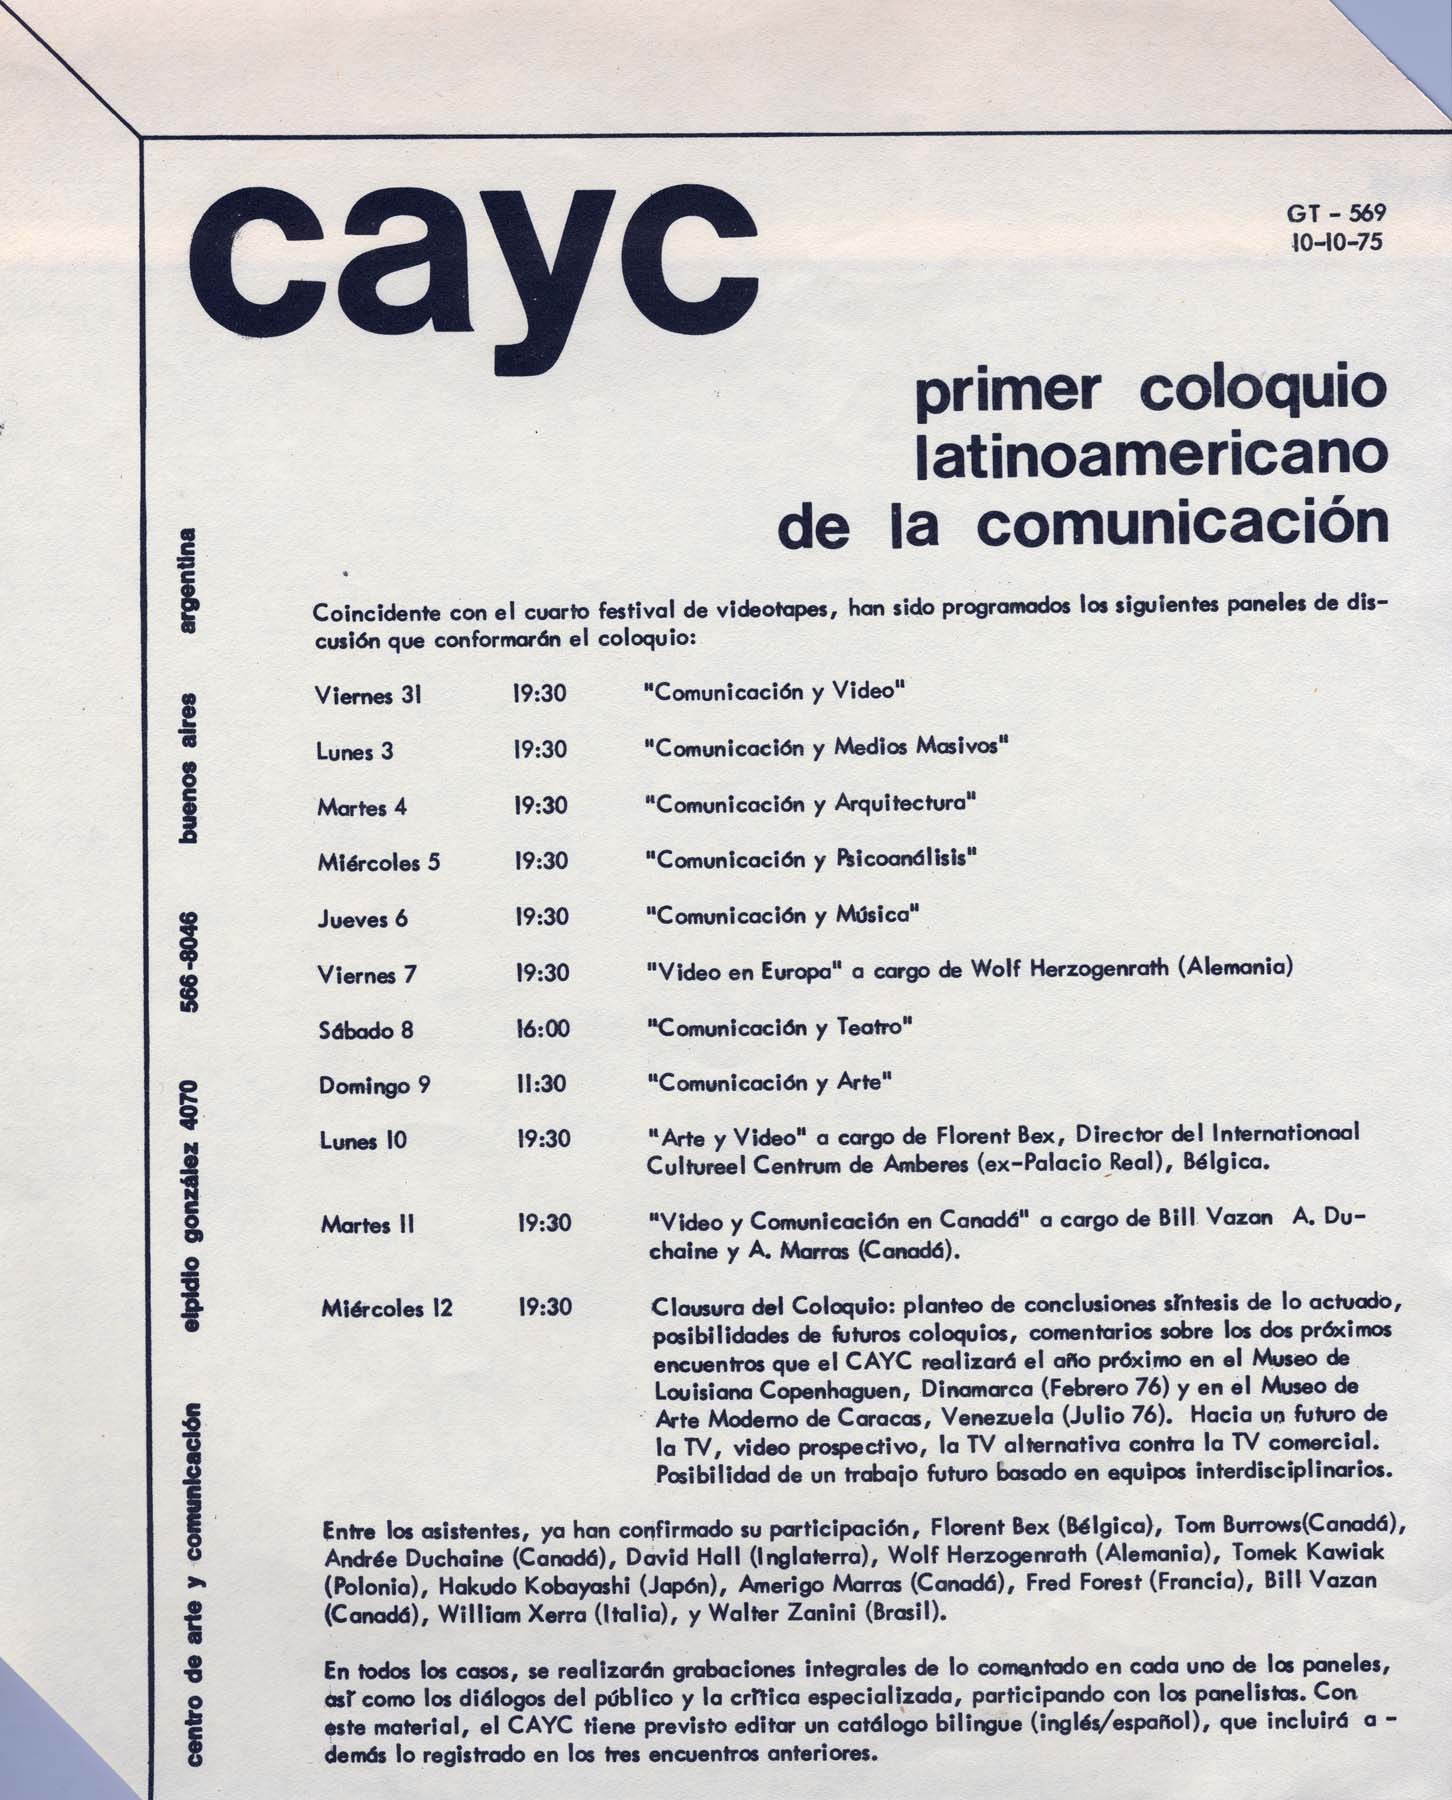 cayc
GT - 569
10-10-75
primer coloquio
latinoamericano
de la comunicación
Coincidente con el cuarto festival de videotapes, han sido programados los siguientes paneles de dis-
cusión que conformarán el coloquio:
Viernes 31 19:30 "Comunicación y Video"
Lunes 3 19:30 "Comunicación y Medios Masivos"
Martes 4 19:30 "Comunicación y Arquitectura"
Miércoles 5 19:30 "Comunicación y Psicoanálisis"
Jueves 6 19:30 "Comunicación y Música"
Viernes 7 19:30 "Video en Europa" a cargo de Wolf Herzogenrath (Alemania)
Sábado 8 16:00 "Comunicación y Teatro"
Domingo 9 11:30 "Comunicación y Arte"
Lunes 10 19:30 "Arte y Video" a cargo de Florent Bex, Director del Internationaal
Cultureel Centrum de Amberes (ex-Palacio Real), Bélgica.
Martes 11 19:30 "Video y Comunicación en Canadá" a cargo de Bill Vazan A. Du-
chaine y A. Marras (Canadá).
Miércoles 12 19:30 Clausura del Coloquio: planteo de conclusiones síntesis de lo actuado,
posibilidades de futuros coloquios, comentarios sobre los dos próximos
encuentros que el CAYC realizará el año próximo en el Museo de
Louisiana Copenhaguen, Dinamarca (Febrero 76) y en el Museo de
Arte Moderno de Caracas, Venezuela (Julio 76). Hacia un futuro de
la TV, video prospectivo, la TV alternativa contra la TV comercial.
Posibilidad de un trabajo futuro basado en equipos interdisciplinarios.
Entre los asistentes, ya han confirmado su participación, Florent Bex (Bélgica), Tom Burrows(Canadá),
Andrée Duchaine (Canadá), David Hall (Inglaterra), Wolf Herzogenrath (Alemania), Tomek Kawiak
(Polonia), Hakudo Kobayashi (Japón), Amerigo Marras (Canadá), Fred Forest (Francia), Bill Vazan
(Canadá), William Xerra (Italia), y Walter Zanini (Brasil).
En todos los casos, se realizarán grabaciones integrales de lo comentado en cada uno de los paneles,
así como los diálogos del público y la crítica especializada, participando con los panelistas. Con
este material, el CAYC tiene previsto editar un catálogo bilingue (inglés/español), que incluirá a -
demás lo registrado en los tres encuentros anteriores.
centro de arte y comunicación elpidio gonzález 4070 566-8046 buenos aires argentina